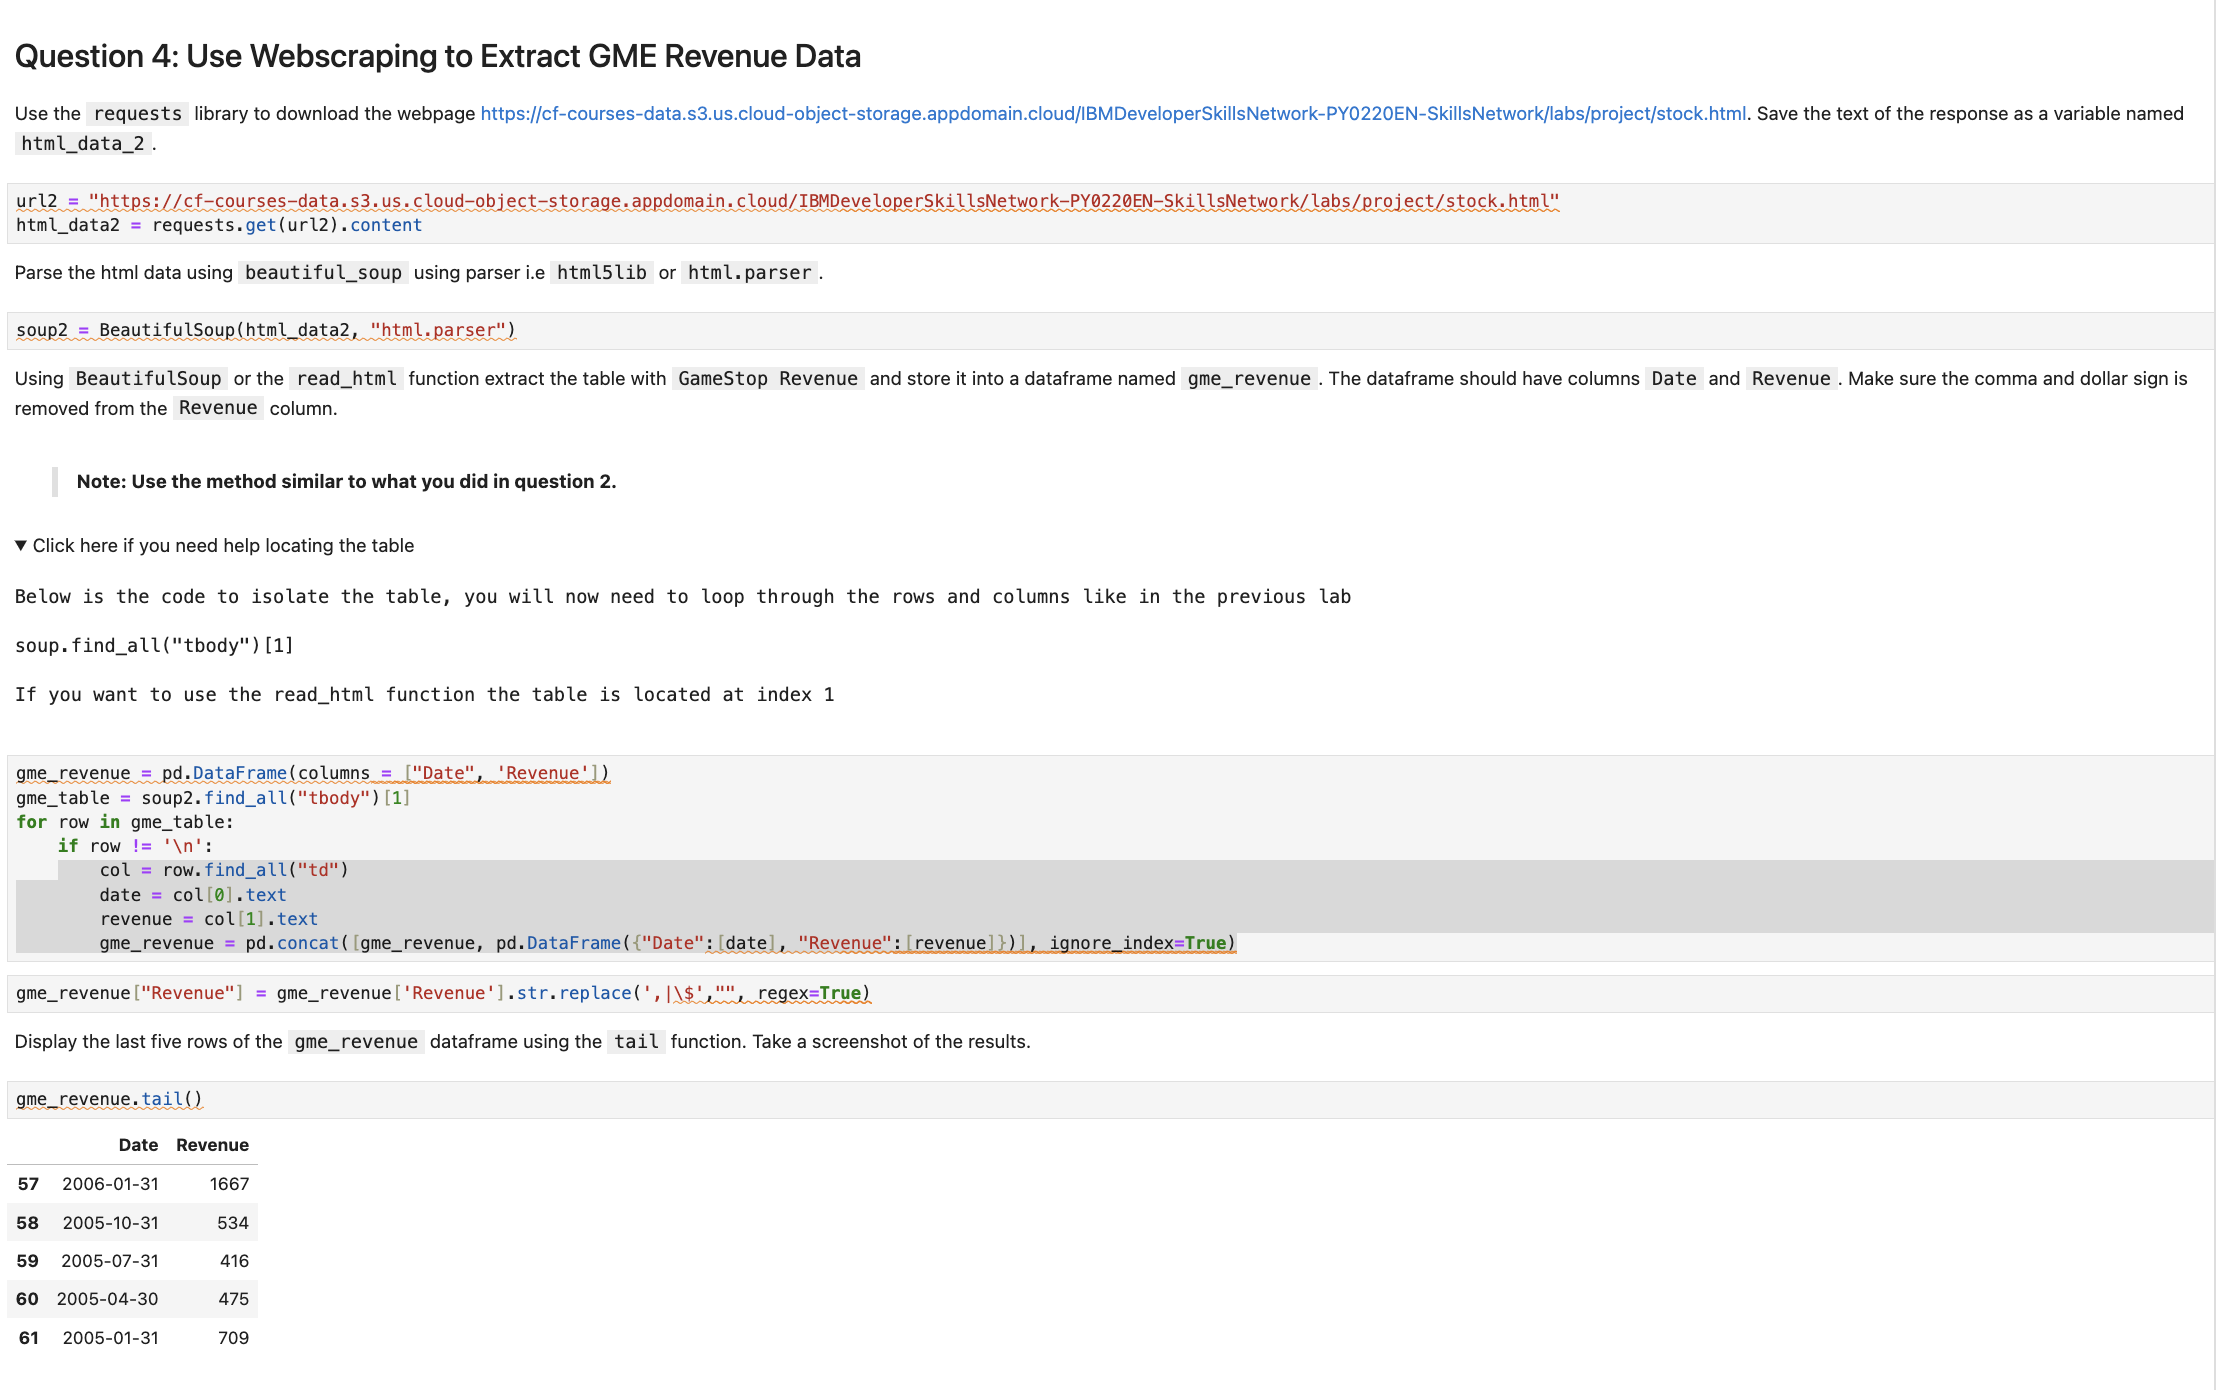 Question 4: Use Webscraping to Extract GME Revenue Data
Use the requests library to download the webpage https://cf-courses-data.s3.us.cloud-object-storage.appdomain.cloud/IBMDeveloperSkillsNetwork-PY0220EN-SkillsNetwork/labs/project/stock.html. Save the text of the response as a variable named
html_data_2.
url2 = "https://cf-courses-data.s3.us.cloud-object-storage.appdomain.cloud/IBMDeveloperSkillsNetwork-PY0220EN-SkillsNetwork/labs/project/stock.html"
html_data2 = requests.get(url2).content
Parse the html data using beautiful_soup using parser i.e html5lib or html.parser.
soup2 = BeautifulSoup(html_data2, "html.parser")
Using BeautifulSoup or the read_html function extract the table with GameStop Revenue and store it into a dataframe named gme_revenue. The dataframe should have columns Date and Revenue. Make sure the comma and dollar sign is
removed from the Revenue column.
Note: Use the method similar to what you did in question 2.
▼ Click here if you need help locating the table
Below is the code to isolate the table, you will now need to loop through the rows and columns like in the previous lab
soup.find_all("tbody")[1]
If you want to use the read_html function the table is located at index 1
gme_revenue = pd.DataFrame(columns = ["Date", 'Revenue'])
gme_table = soup2.find_all("tbody")[1]
for row in gme_table:
    if row != '\n':
        col = row.find_all("td")
        date = col[0].text
        revenue = col[1].text
        gme_revenue = pd.concat([gme_revenue, pd.DataFrame({"Date":[date], "Revenue":[revenue]})], ignore_index=True)
gme_revenue["Revenue"] = gme_revenue['Revenue'].str.replace(',|\$',"", regex=True)
Display the last five rows of the gme_revenue dataframe using the tail function. Take a screenshot of the results.
gme_revenue.tail()
Date Revenue
57 2006-01-31 1667
58 2005-10-31 534
59 2005-07-31 416
60 2005-04-30 475
61 2005-01-31 709